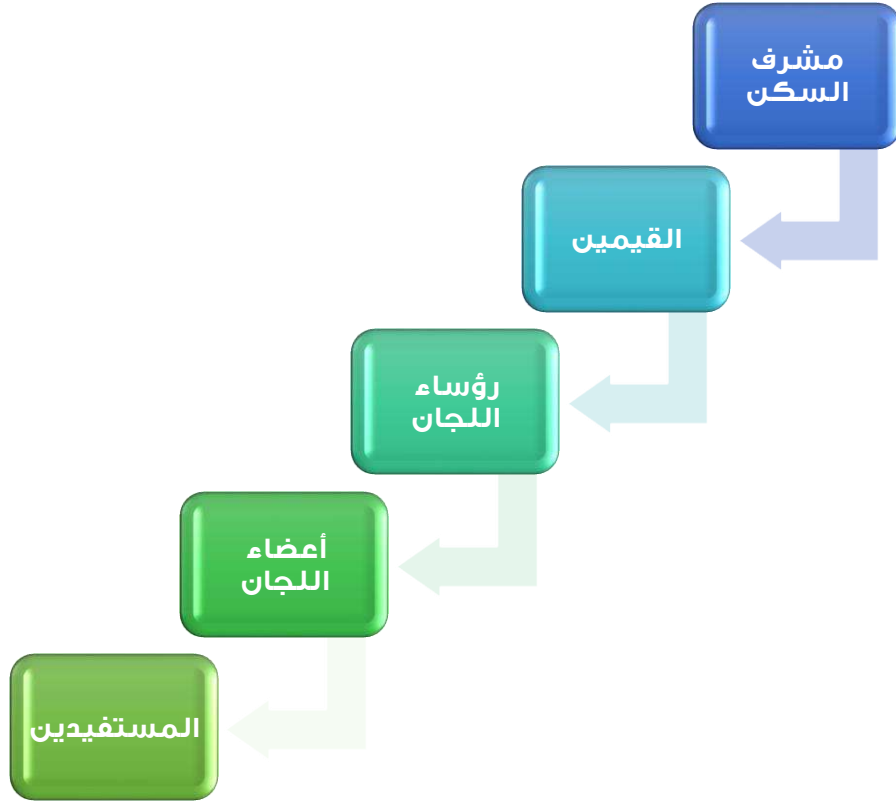 مشرف
السكن
القيمين
رؤساء
اللجان
أعضاء
اللجان
المستفيدين